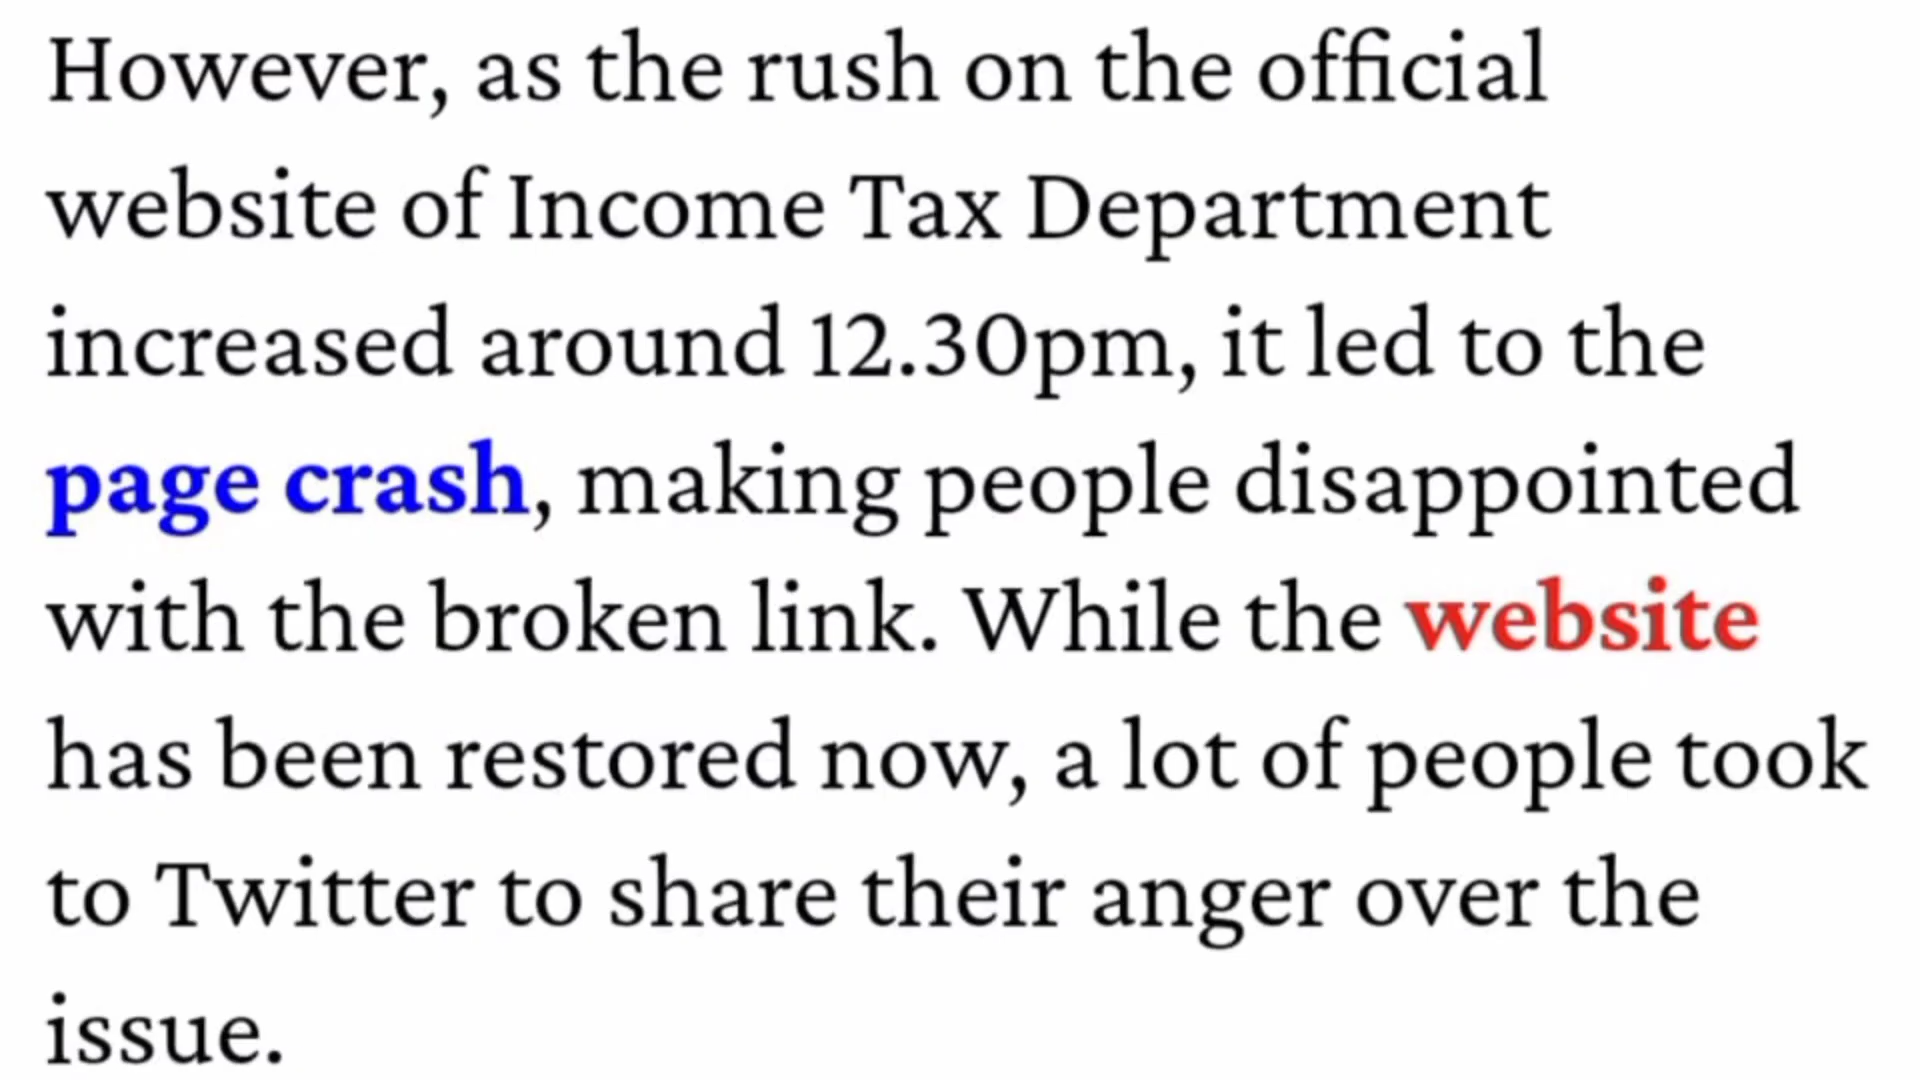 However, as the rush on the official
website of Income Tax Department
increased around 12.30pm, it led to the
page crash, making people disappointed
with the broken link. While the website
has been restored now, a lot of people took
to Twitter to share their anger over the
issue.